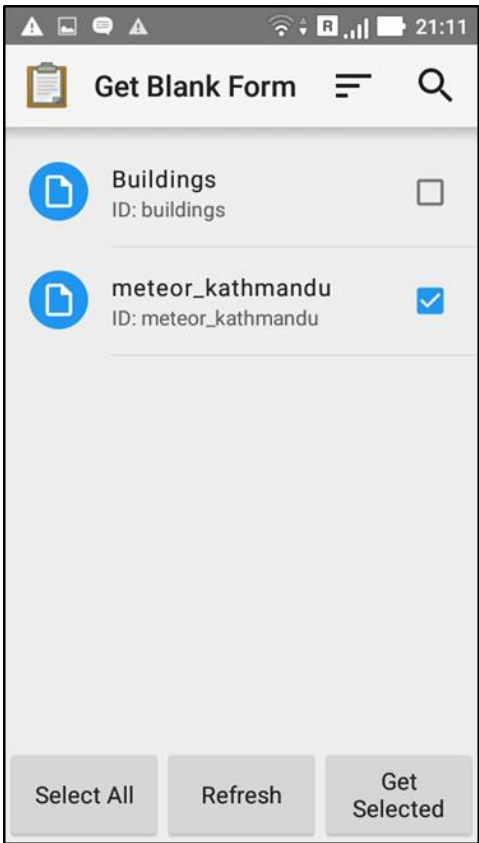 R
21:11
Get Blank Form
Buildings
ID: buildings
meteor_kathmandu
ID: meteor_kathmandu
Select All
Refresh
Get
Selected